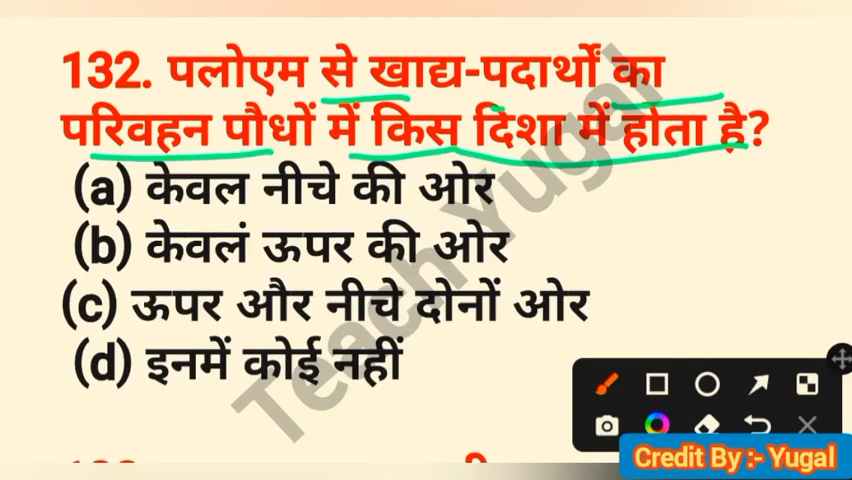 132. पलोएम से खाद्य-पदार्थों का
परिवहन पौधों में किस दिशा में होता है?
(a) केवल नीचे की ओर
(b) केवलं ऊपर की ओर
(c) ऊपर और नीचे दोनों ओर
(d) इनमें कोई नहीं
Teach Yugal
Credit By :- Yugal